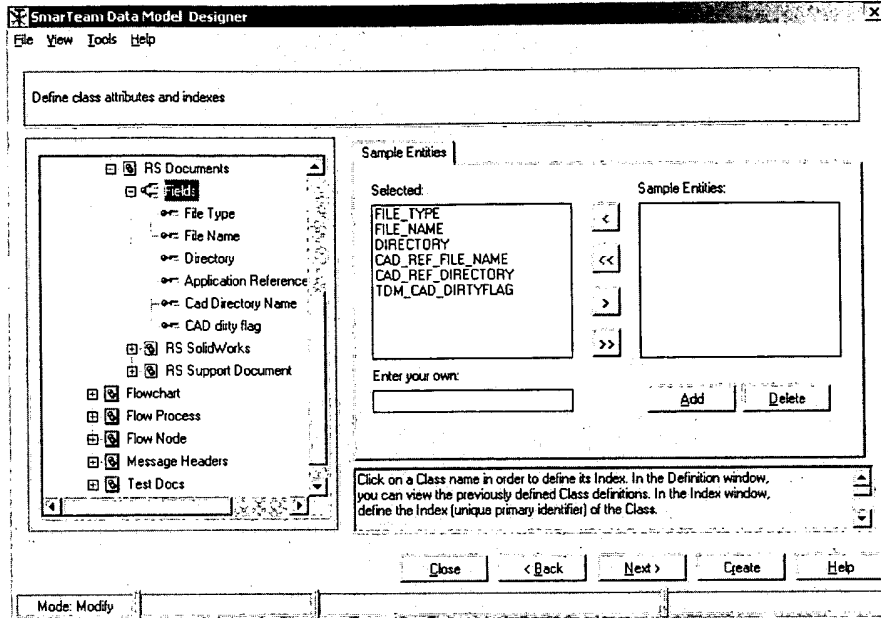 SmarTeam Data Model Designer
File View Tools Help
Define class attributes and indexes
RS Documents
Fields
File Type
File Name
Directory
Application Reference
Cad Directory Name
CAD dirty flag
RS SolidWorks
RS Support Document
Flowchart
Flow Process
Flow Node
Message Headers
Test Docs
Sample Entities
Selected:
FILE_TYPE
FILE_NAME
DIRECTORY
CAD_REF_FILE_NAME
CAD_REF_DIRECTORY
TDM_CAD_DIRTYFLAG
<
<<
>
>>
Sample Entities:
Enter your own:
Add Delete
Click on a Class name in order to define its Index. In the Definition window,
you can view the previously defined Class definitions. In the Index window,
define the Index (unique primary identifier) of the Class.
Close < Back Next > Create Help
Mode: Modify